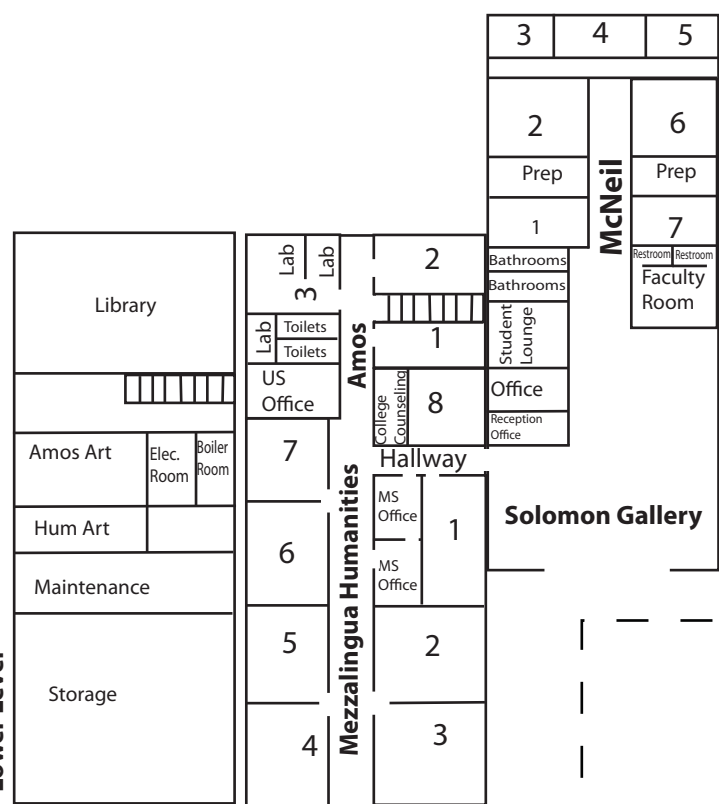 3
4
5
2
6
Prep
Prep
McNeil
1
7
Restroom
Restroom
Bathrooms
Bathrooms
Faculty
Room
Student
Lounge
Office
Reception
Office
Solomon Gallery
Lab
Lab
3
2
Lab
Toilets
Toilets
1
Amos
US
Office
College
Counseling
8
Hallway
7
MS
Office
1
6
MS
Office
Mezzalingua Humanities
5
2
4
3
Library
Amos Art
Elec.
Room
Boiler
Room
Hum Art
Maintenance
Storage
Lower Level